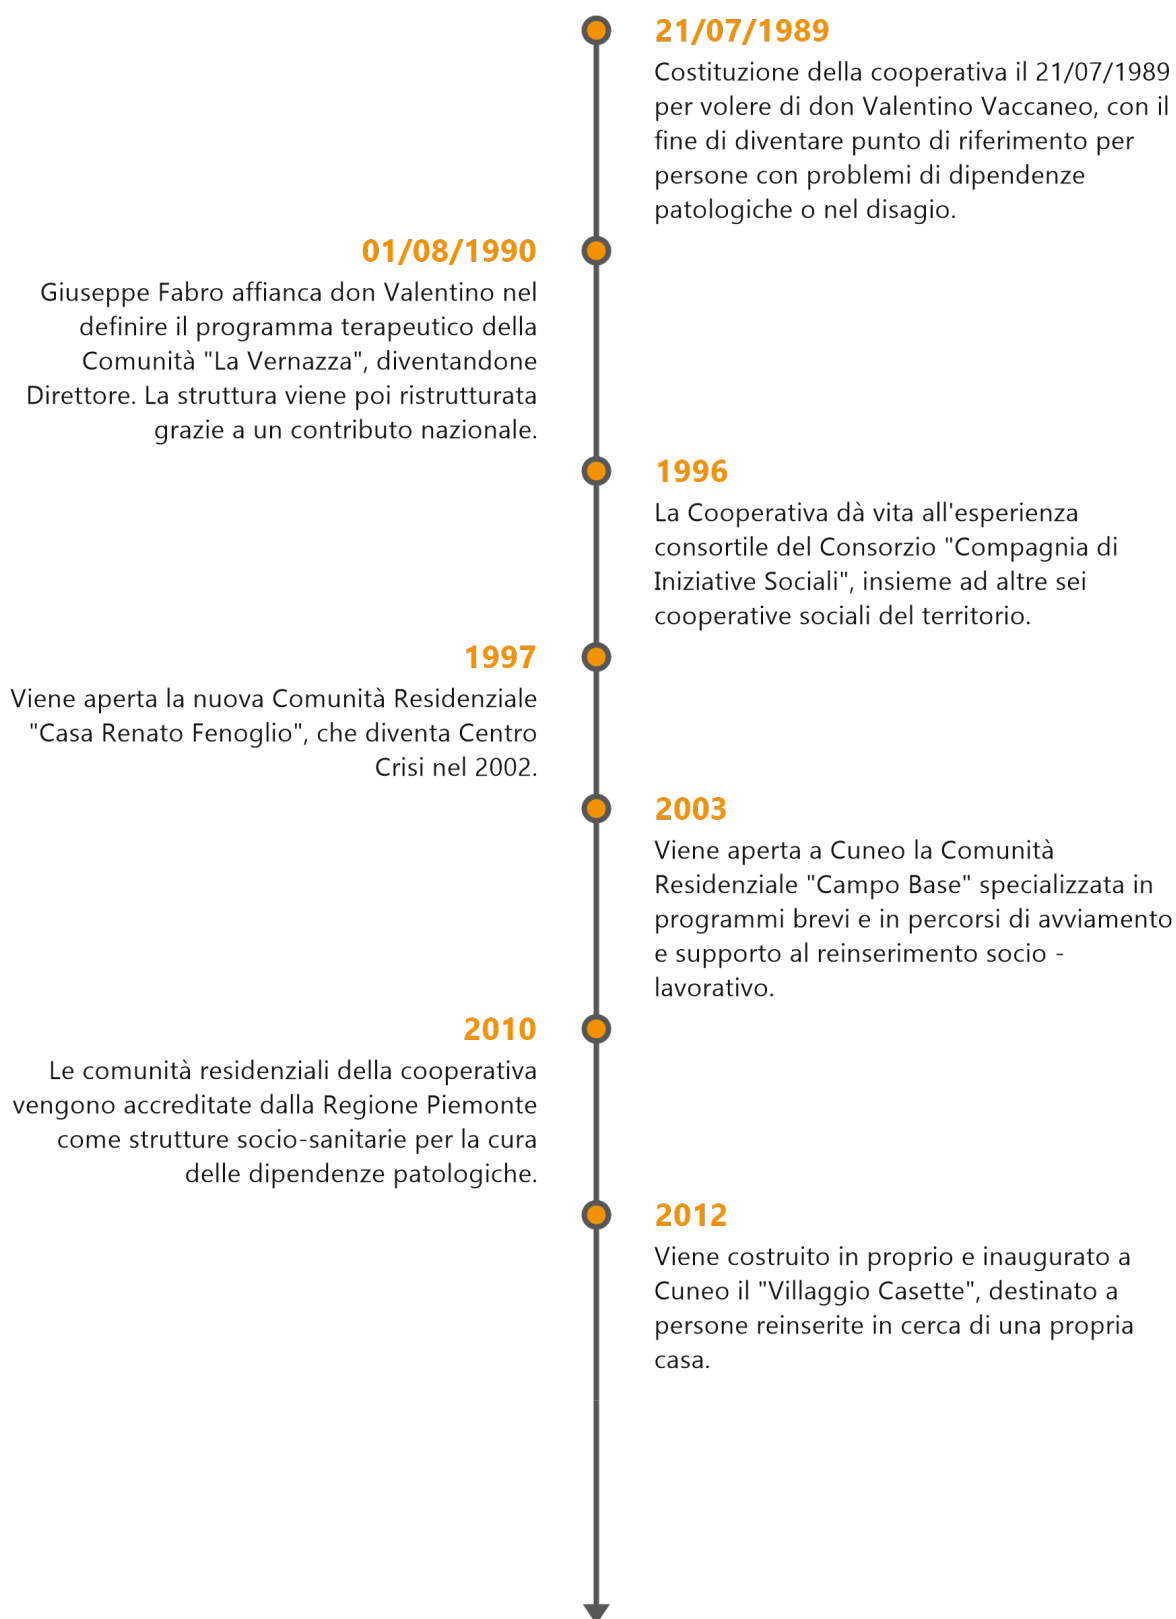 21/07/1989
Costituzione della cooperativa il 21/07/1989
per volere di don Valentino Vaccaneo, con il
fine di diventare punto di riferimento per
persone con problemi di dipendenze
patologiche o nel disagio.
01/08/1990
Giuseppe Fabro affianca don Valentino nel
definire il programma terapeutico della
Comunità "La Vernazza", diventandone
Direttore. La struttura viene poi ristrutturata
grazie a un contributo nazionale.
1996
La Cooperativa dà vita all'esperienza
consortile del Consorzio "Compagnia di
Iniziative Sociali", insieme ad altre sei
cooperative sociali del territorio.
1997
Viene aperta la nuova Comunità Residenziale
"Casa Renato Fenoglio", che diventa Centro
Crisi nel 2002.
2003
Viene aperta a Cuneo la Comunità
Residenziale "Campo Base" specializzata in
programmi brevi e in percorsi di avviamento
e supporto al reinserimento socio -
lavorativo.
2010
Le comunità residenziali della cooperativa
vengono accreditate dalla Regione Piemonte
come strutture socio-sanitarie per la cura
delle dipendenze patologiche.
2012
Viene costruito in proprio e inaugurato a
Cuneo il "Villaggio Casette", destinato a
persone reinserite in cerca di una propria
casa.